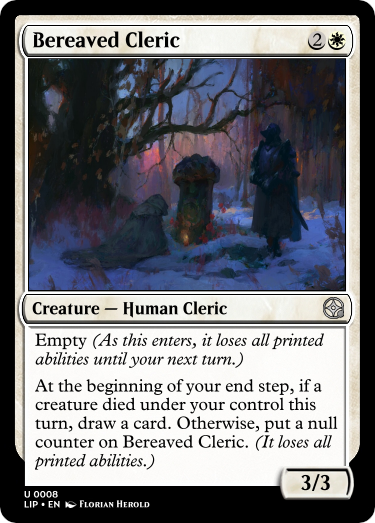 Bereaved Cleric 2
Creature — Human Cleric
Empty (As this enters, it loses all printed
abilities until your next turn.)
At the beginning of your end step, if a
creature died under your control this
turn, draw a card. Otherwise, put a null
counter on Bereaved Cleric. (It loses all
printed abilities.)
3/3
U 0008
LIP • EN Florian Herold